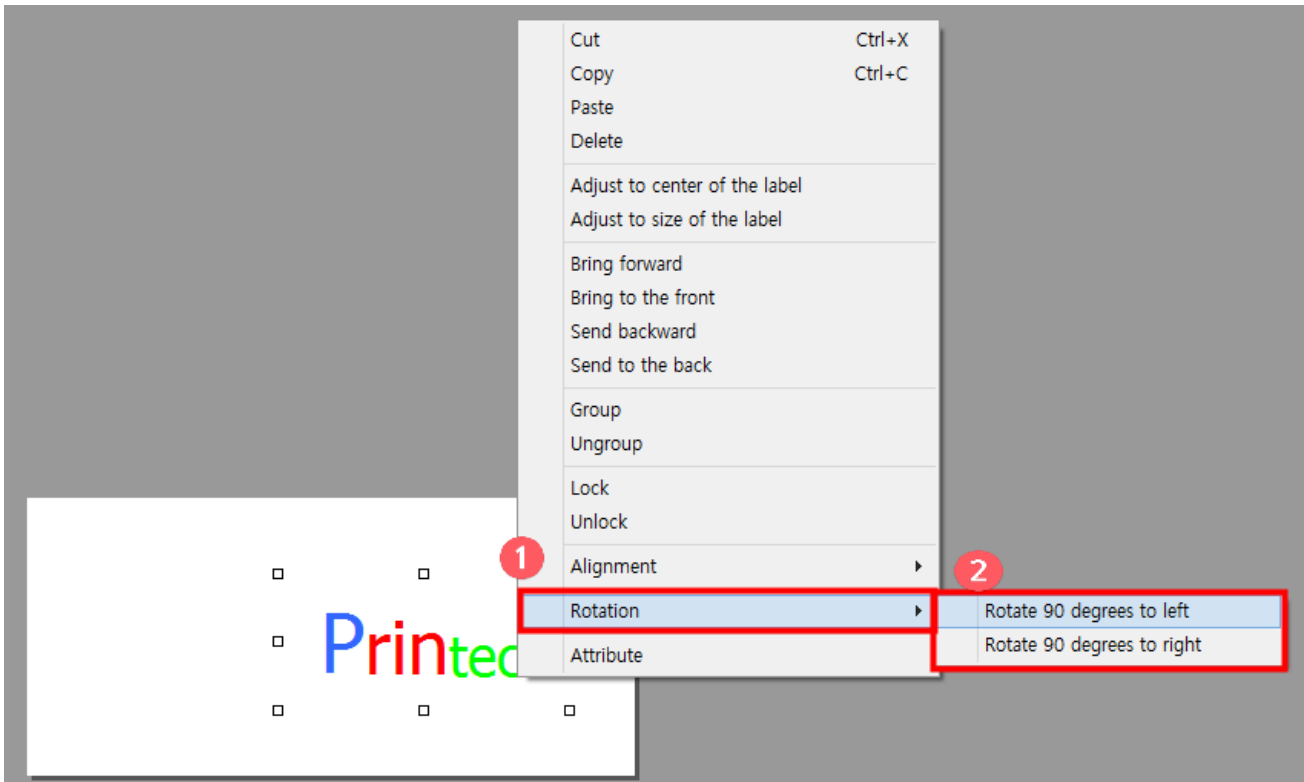 Cut Ctrl+X
Copy Ctrl+C
Paste
Delete
Adjust to center of the label
Adjust to size of the label
Bring forward
Bring to the front
Send backward
Send to the back
Group
Ungroup
Lock
Unlock
1
Alignment
2
Rotation
Rotate 90 degrees to left
Rotate 90 degrees to right
Attribute
Printec